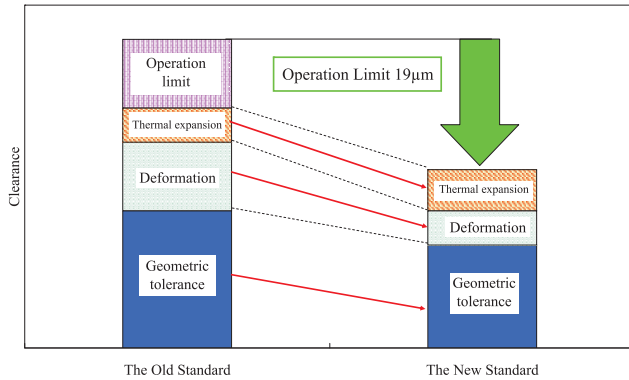 Operation
limit
Operation Limit 19µm
Thermal expansion
Deformation
Geometric
tolerance
Thermal expansion
Deformation
Geometric
tolerance
Clearance
The Old Standard
The New Standard